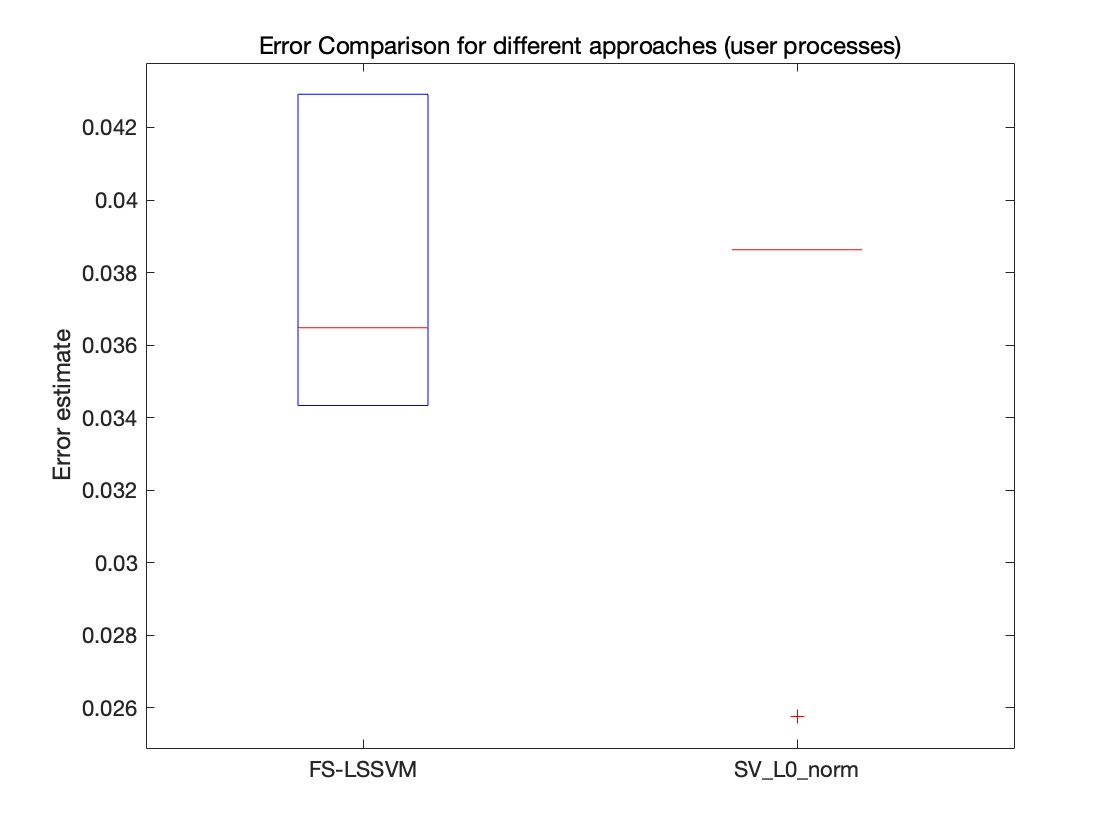 Error Comparison for different approaches (user processes)
Error estimate
0.042
0.04
0.038
0.036
0.034
0.032
0.03
0.028
0.026
FS-LSSVM
SV_L0_norm